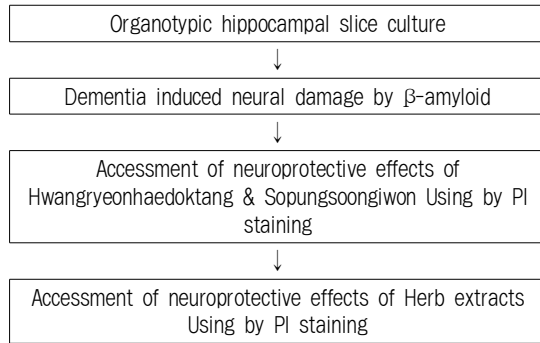 Organotypic hippocampal slice culture
↓
Dementia induced neural damage by β-amyloid
↓
Accessment of neuroprotective effects of
Hwangryeonhaedoktang & Sopungsoongiwon Using by PI
staining
↓
Accessment of neuroprotective effects of Herb extracts
Using by PI staining